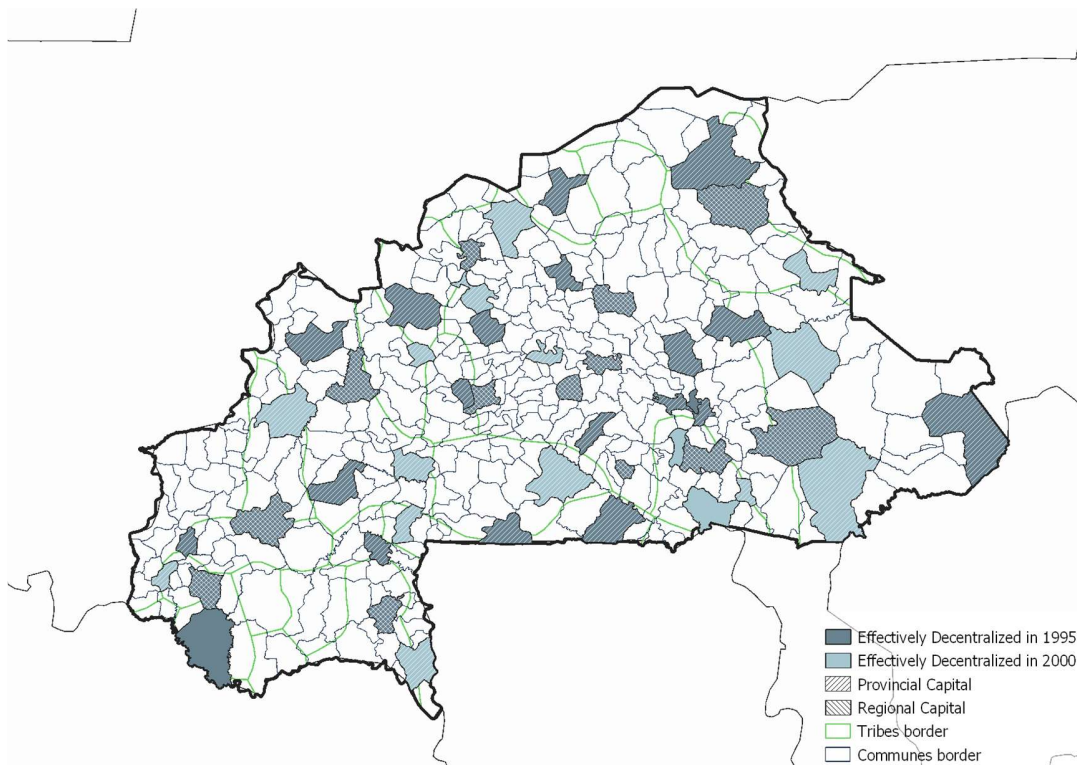 Effectively Decentralized in 1995
Effectively Decentralized in 2000
Provincial Capital
Regional Capital
Tribes border
Communes border